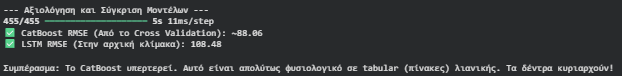 --- Αξιολόγηση και Σύγκριση Μοντέλων ---
455/455 ━━━━━━━━━━━━━━━━━━━━ 5s 11ms/step
✅ CatBoost RMSE (Από το Cross Validation): ~88.06
✅ LSTM RMSE (Στην αρχική κλίμακα): 108.48
Συμπέρασμα: Το CatBoost υπερτερεί. Αυτό είναι απολύτως φυσιολογικό σε tabular (πίνακες) λιανικής. Τα δέντρα κυριαρχούν!